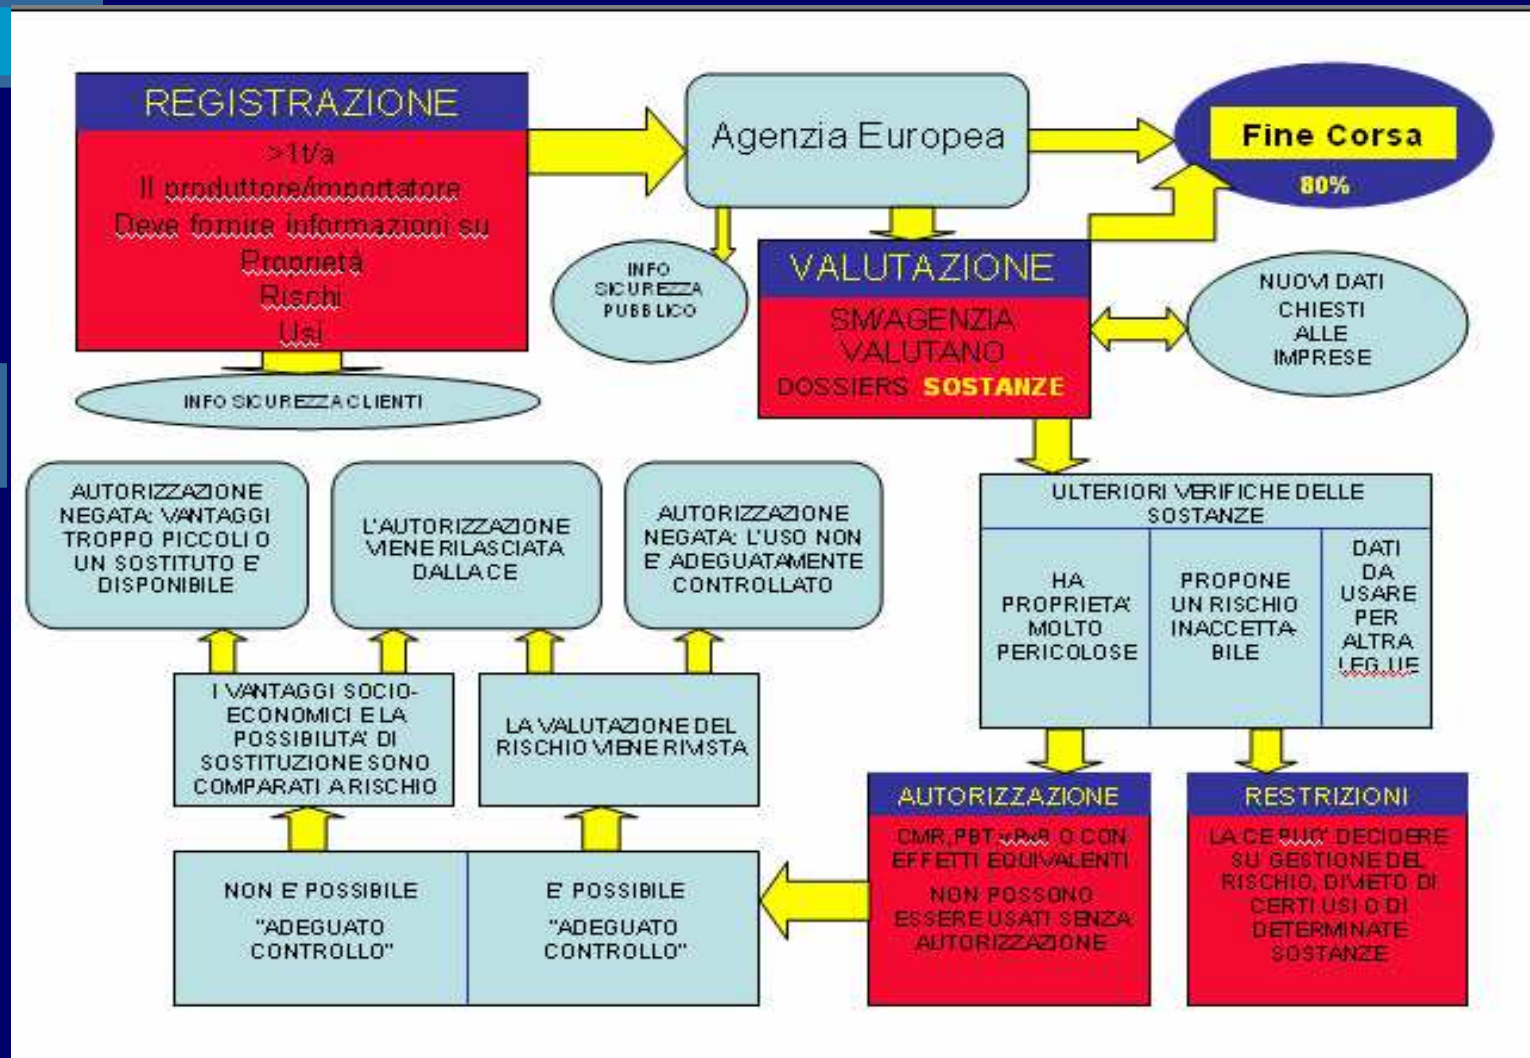 REGISTRAZIONE
>1t/a
Il produttore/importatore
Deve fornire informazioni su
Proprietà
Rischi
Usi
INFO SICUREZZA CLIENTI
Agenzia Europea
Fine Corsa
80%
INFO
SICUREZZA
PUBBLICO
VALUTAZIONE
SM/AGENZIA
VALUTANO
DOSSIERS SOSTANZE
NUOVI DATI
CHIESTI
ALLE
IMPRESE
AUTORIZZAZIONE
NEGATA: VANTAGGI
TROPPO PICCOLI O
UN SOSTITUTO E'
DISPONIBILE
L'AUTORIZZAZIONE
VIENE RILASCIATA
DALLA CE
AUTORIZZAZIONE
NEGATA: L'USO NON
E' ADEGUATAMENTE
CONTROLLATO
ULTERIORI VERIFICHE DELLE
SOSTANZE
HA
PROPRIETA'
MOLTO
PERICOLOSE
PROPONE
UN RISCHIO
INACCETTA-
BILE
DATI
DA
USARE
PER
ALTRA
LEG.UE
I VANTAGGI SOCIO-
ECONOMICI E LA
POSSIBILITA' DI
SOSTITUZIONE SONO
COMPARATI A RISCHIO
LA VALUTAZIONE DEL
RISCHIO VIENE RIVISTA
NON E' POSSIBILE
"ADEGUATO
CONTROLLO"
E' POSSIBILE
"ADEGUATO
CONTROLLO"
AUTORIZZAZIONE
CMR,PBT,vPvB O CON
EFFETTI EQUIVALENTI
NON POSSONO
ESSERE USATI SENZA
AUTORIZZAZIONE
RESTRIZIONI
LA CE PUO' DECIDERE
SU GESTIONE DEL
RISCHIO, DIVIETO DI
CERTI USI O DI
DETERMINATE
SOSTANZE